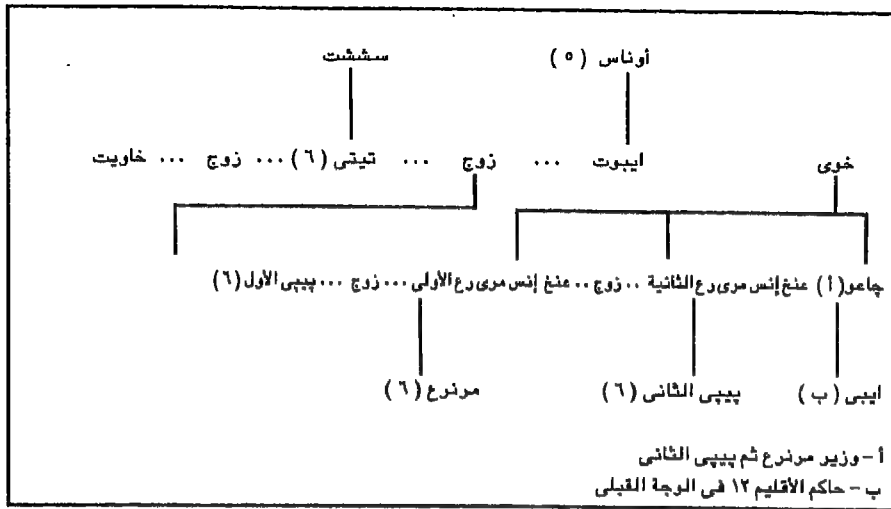 أوناس (٥) سششت
خوى ايبوت ... زوج ... تيتى (٦) ... زوج ... خاويت
چاعو (أ) عنخ إنس مرى رع الثانية .. زوج .. عنخ إنس مرى رع الأولى ... زوج ... پيپى الأول (٦)
ايبى (ب) پيپى الثانى (٦) مرنرع (٦)
أ – وزير مرنرع ثم پيپى الثانى
ب – حاكم الأقليم ١٢ فى الوجة القبلى